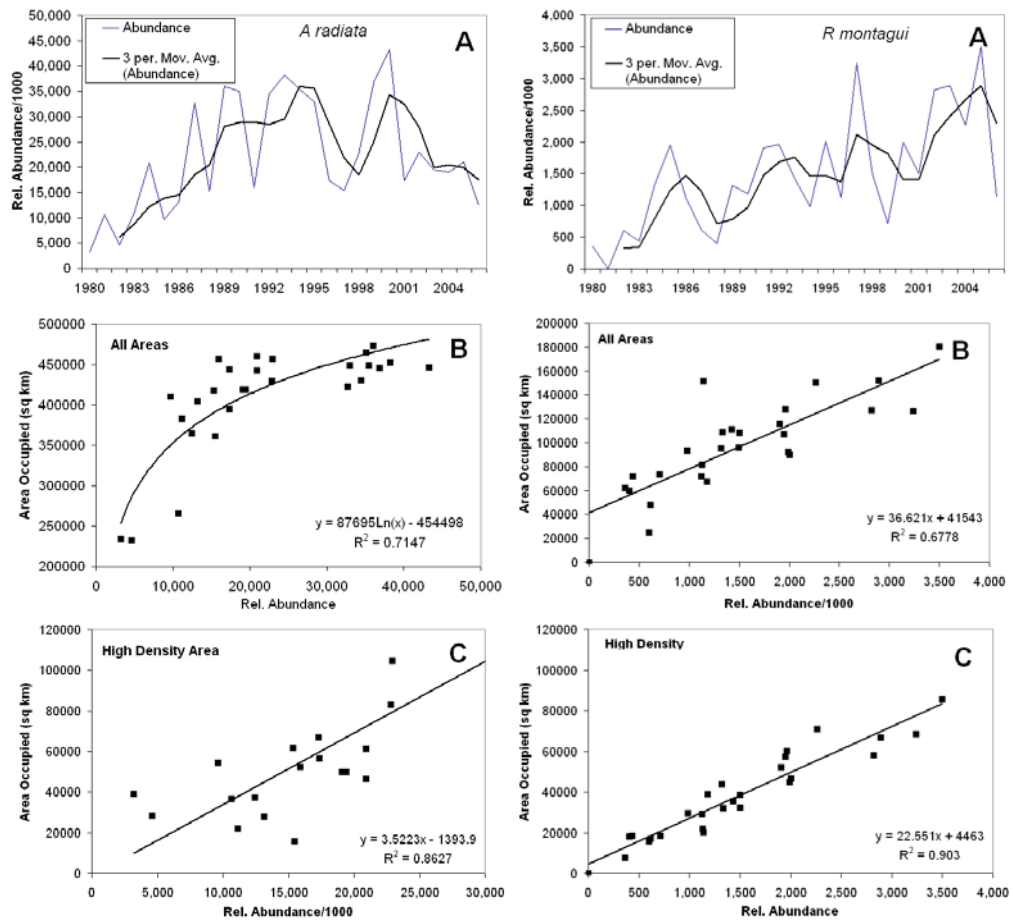 A radiata
A
Abundance
3 per. Mov. Avg.
(Abundance)
Rel. Abundance/1000
50,000
45,000
40,000
35,000
30,000
25,000
20,000
15,000
10,000
5,000
0
1980 1983 1986 1989 1992 1995 1998 2001 2004
R montagui
A
Abundance
3 per. Mov. Avg.
(Abundance)
Rel. Abundance/1000
4,000
3,500
3,000
2,500
2,000
1,500
1,000
500
0
1980 1983 1986 1989 1992 1995 1998 2001 2004
All Areas
B
Area Occupied (sq km)
500000
450000
400000
350000
300000
250000
200000
y = 87695Ln(x) - 454498
R² = 0.7147
0 10,000 20,000 30,000 40,000 50,000
Rel. Abundance
All Areas
B
Area Occupied (sq km)
200000
180000
160000
140000
120000
100000
80000
60000
40000
20000
0
y = 36.621x + 41543
R² = 0.6778
0 500 1,000 1,500 2,000 2,500 3,000 3,500 4,000
Rel. Abundance/1000
High Density Area
C
Area Occupied (sq km)
120000
100000
80000
60000
40000
20000
0
y = 3.5223x - 1393.9
R² = 0.8627
0 5,000 10,000 15,000 20,000 25,000 30,000
Rel. Abundance/1000
High Density
C
Area Occupied (sq km)
120000
100000
80000
60000
40000
20000
0
y = 22.551x + 4463
R² = 0.903
0 500 1,000 1,500 2,000 2,500 3,000 3,500 4,000
Rel. Abundance